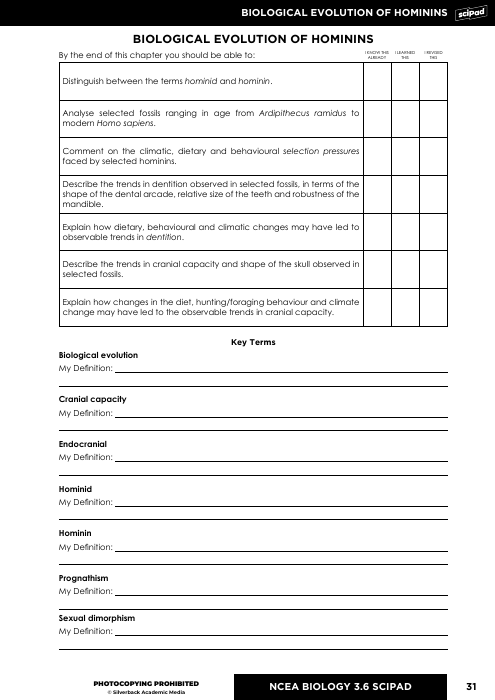 BIOLOGICAL EVOLUTION OF HOMININS
scipad
BIOLOGICAL EVOLUTION OF HOMININS
By the end of this chapter you should be able to:
I KNOW THIS ALREADY
I LEARNED THIS
I REVISED THIS
Distinguish between the terms hominid and hominin.
Analyse selected fossils ranging in age from Ardipithecus ramidus to
modern Homo sapiens.
Comment on the climatic, dietary and behavioural selection pressures
faced by selected hominins.
Describe the trends in dentition observed in selected fossils, in terms of the
shape of the dental arcade, relative size of the teeth and robustness of the
mandible.
Explain how dietary, behavioural and climatic changes may have led to
observable trends in dentition.
Describe the trends in cranial capacity and shape of the skull observed in
selected fossils.
Explain how changes in the diet, hunting/foraging behaviour and climate
change may have led to the observable trends in cranial capacity.
Key Terms
Biological evolution
My Definition:
Cranial capacity
My Definition:
Endocranial
My Definition:
Hominid
My Definition:
Hominin
My Definition:
Prognathism
My Definition:
Sexual dimorphism
My Definition:
PHOTOCOPYING PROHIBITED
© Silverback Academic Media
NCEA BIOLOGY 3.6 SCIPAD
31